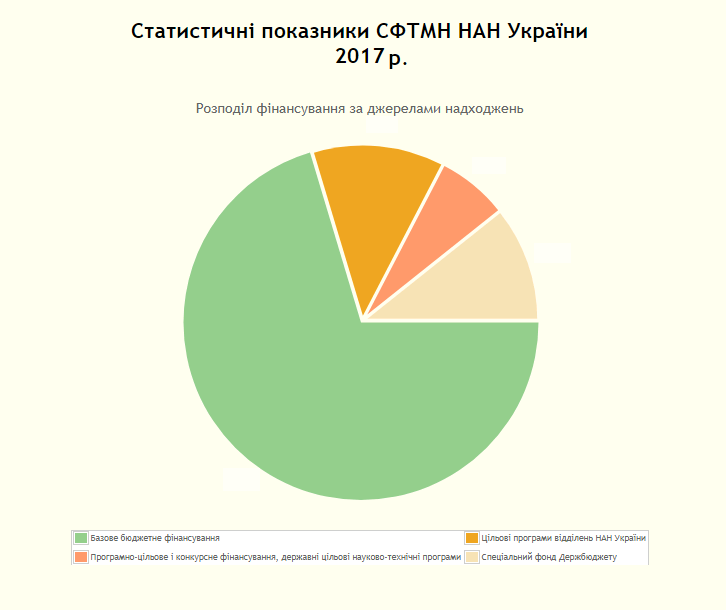 Статистичні показники СФТМН НАН України
2017 р.
Розподіл фінансування за джерелами надходжень
Базове бюджетне фінансування
Цільові програми відділень НАН України
Програмно-цільове і конкурсне фінансування, державні цільові науково-технічні програми
Спеціальний фонд Держбюджету